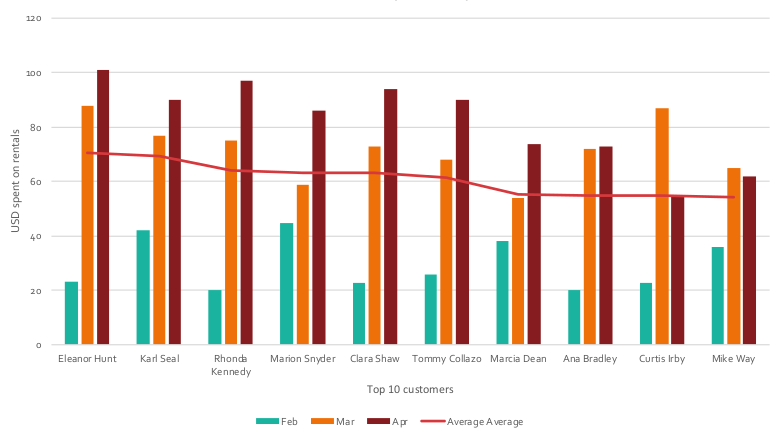 120
100
80
60
40
20
0
USD spent on rentals
Eleanor Hunt Karl Seal Rhonda Kennedy Marion Snyder Clara Shaw Tommy Collazo Marcia Dean Ana Bradley Curtis Irby Mike Way
Top 10 customers
Feb Mar Apr Average Average